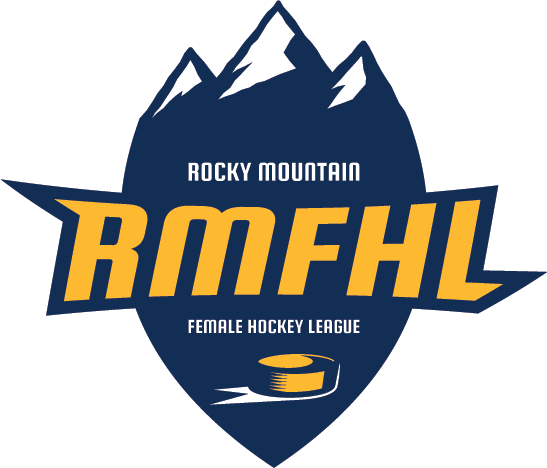 ROCKY MOUNTAIN
RMFHL
FEMALE HOCKEY LEAGUE